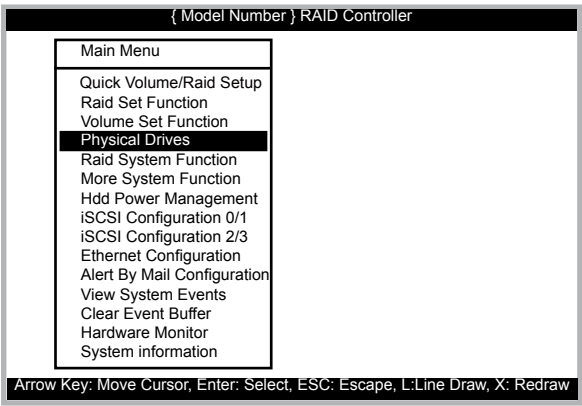 { Model Number } RAID Controller
Main Menu
Quick Volume/Raid Setup
Raid Set Function
Volume Set Function
Physical Drives
Raid System Function
More System Function
Hdd Power Management
iSCSI Configuration 0/1
iSCSI Configuration 2/3
Ethernet Configuration
Alert By Mail Configuration
View System Events
Clear Event Buffer
Hardware Monitor
System information
Arrow Key: Move Cursor, Enter: Select, ESC: Escape, L:Line Draw, X: Redraw